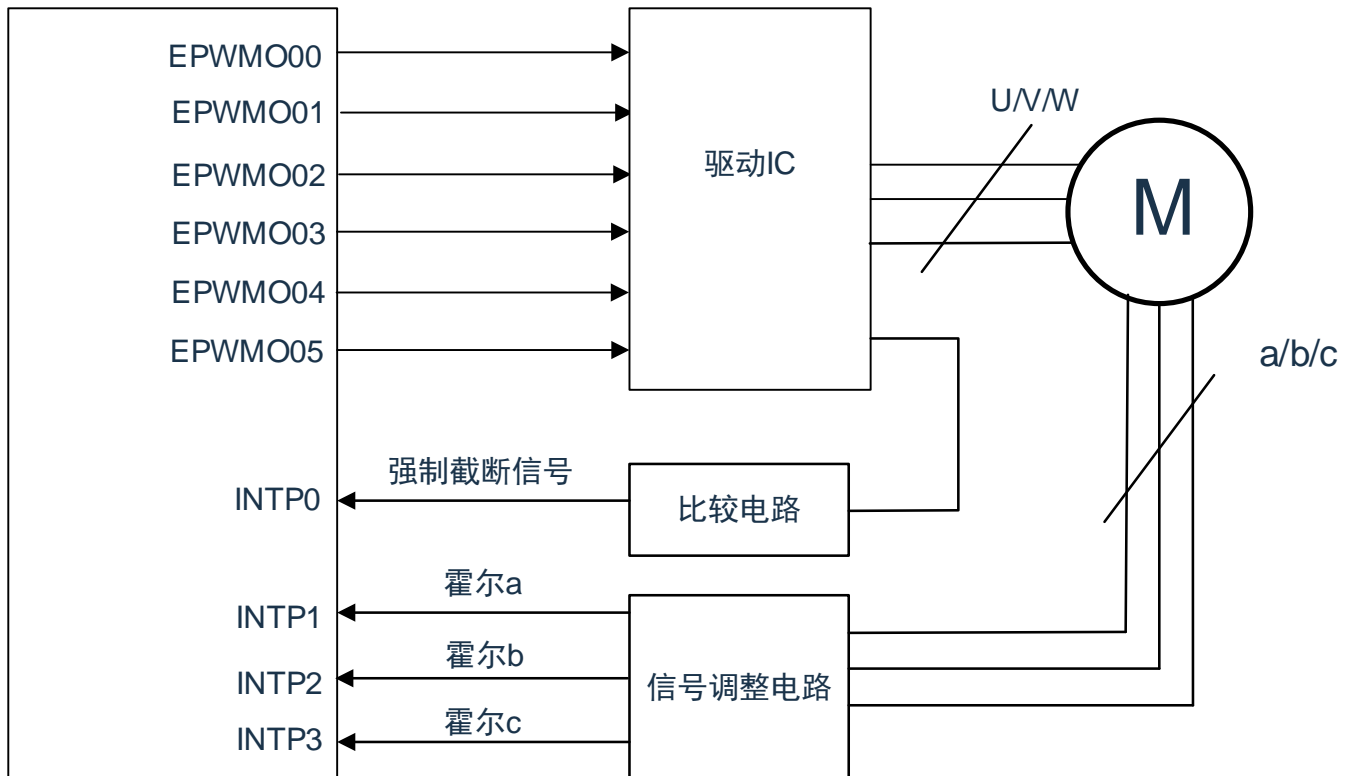 EPWMO00
EPWMO01
EPWMO02
EPWMO03
EPWMO04
EPWMO05
驱动IC
U/V/W
M
a/b/c
强制截断信号
INTP0
比较电路
霍尔a
INTP1
霍尔b
INTP2
信号调整电路
霍尔c
INTP3